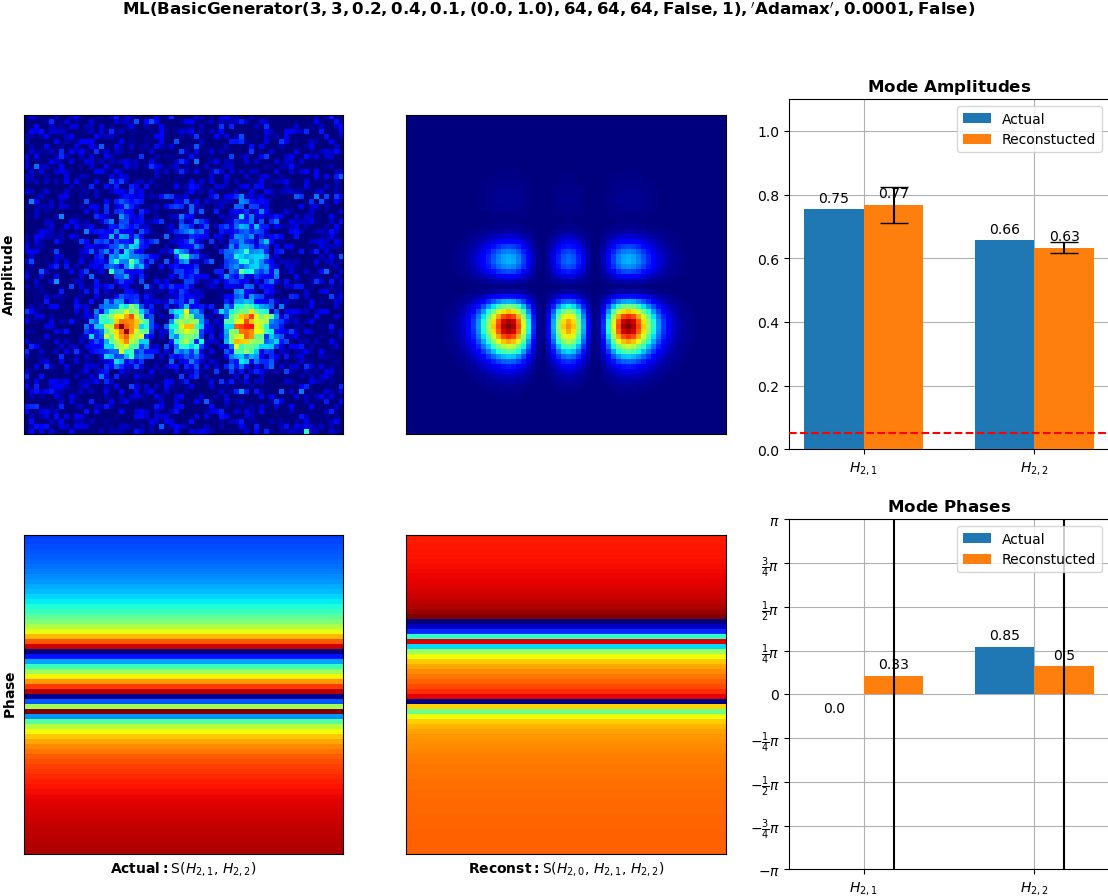 ML(BasicGenerator(3, 3, 0.2, 0.4, 0.1, (0.0, 1.0), 64, 64, 64, False, 1), ′Adamax′, 0.0001, False)
Amplitude
Mode Amplitudes
Actual
Reconstucted
1.0
0.8
0.6
0.4
0.2
0.0
0.75
0.77
0.66
0.63
H2,1
H2,2
Phase
Actual: S(H2,1, H2,2)
Reconst: S(H2,0, H2,1, H2,2)
Mode Phases
Actual
Reconstucted
π
3/4π
1/2π
1/4π
0
−1/4π
−1/2π
−3/4π
−π
0.0
0.33
0.85
0.5
H2,1
H2,2